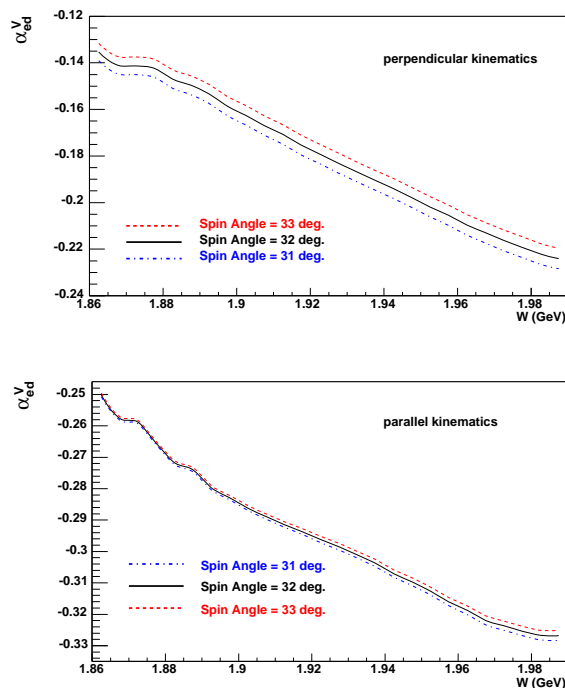 α_ed^V
-0.12
-0.14
-0.16
-0.18
-0.2
-0.22
-0.24
perpendicular kinematics
Spin Angle = 33 deg.
Spin Angle = 32 deg.
Spin Angle = 31 deg.
1.86 1.88 1.9 1.92 1.94 1.96 1.98
W (GeV)
α_ed^V
-0.25
-0.26
-0.27
-0.28
-0.29
-0.3
-0.31
-0.32
-0.33
parallel kinematics
Spin Angle = 31 deg.
Spin Angle = 32 deg.
Spin Angle = 33 deg.
1.86 1.88 1.9 1.92 1.94 1.96 1.98
W (GeV)